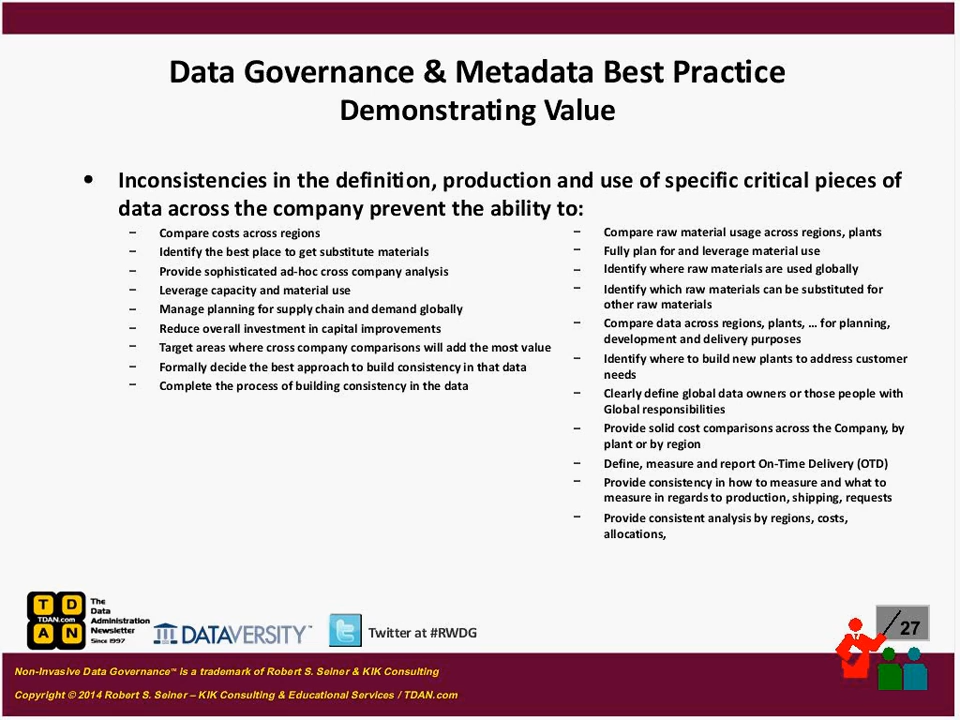 Data Governance & Metadata Best Practice
Demonstrating Value
• Inconsistencies in the definition, production and use of specific critical pieces of
data across the company prevent the ability to:
– Compare costs across regions
– Identify the best place to get substitute materials
– Provide sophisticated ad-hoc cross company analysis
– Leverage capacity and material use
– Manage planning for supply chain and demand globally
– Reduce overall investment in capital improvements
– Target areas where cross company comparisons will add the most value
– Formally decide the best approach to build consistency in that data
– Complete the process of building consistency in the data
– Compare raw material usage across regions, plants
– Fully plan for and leverage material use
– Identify where raw materials are used globally
– Identify which raw materials can be substituted for
other raw materials
– Compare data across regions, plants, … for planning,
development and delivery purposes
– Identify where to build new plants to address customer
needs
– Clearly define global data owners or those people with
Global responsibilities
– Provide solid cost comparisons across the Company, by
plant or by region
– Define, measure and report On-Time Delivery (OTD)
– Provide consistency in how to measure and what to
measure in regards to production, shipping, requests
– Provide consistent analysis by regions, costs,
allocations,
T D
TDAN.com
A N
The
Data
Administration
Newsletter
Since 1997
DATAVERSITY™
Twitter at #RWDG
27
Non-Invasive Data Governance™ is a trademark of Robert S. Seiner & KIK Consulting
Copyright © 2014 Robert S. Seiner – KIK Consulting & Educational Services / TDAN.com